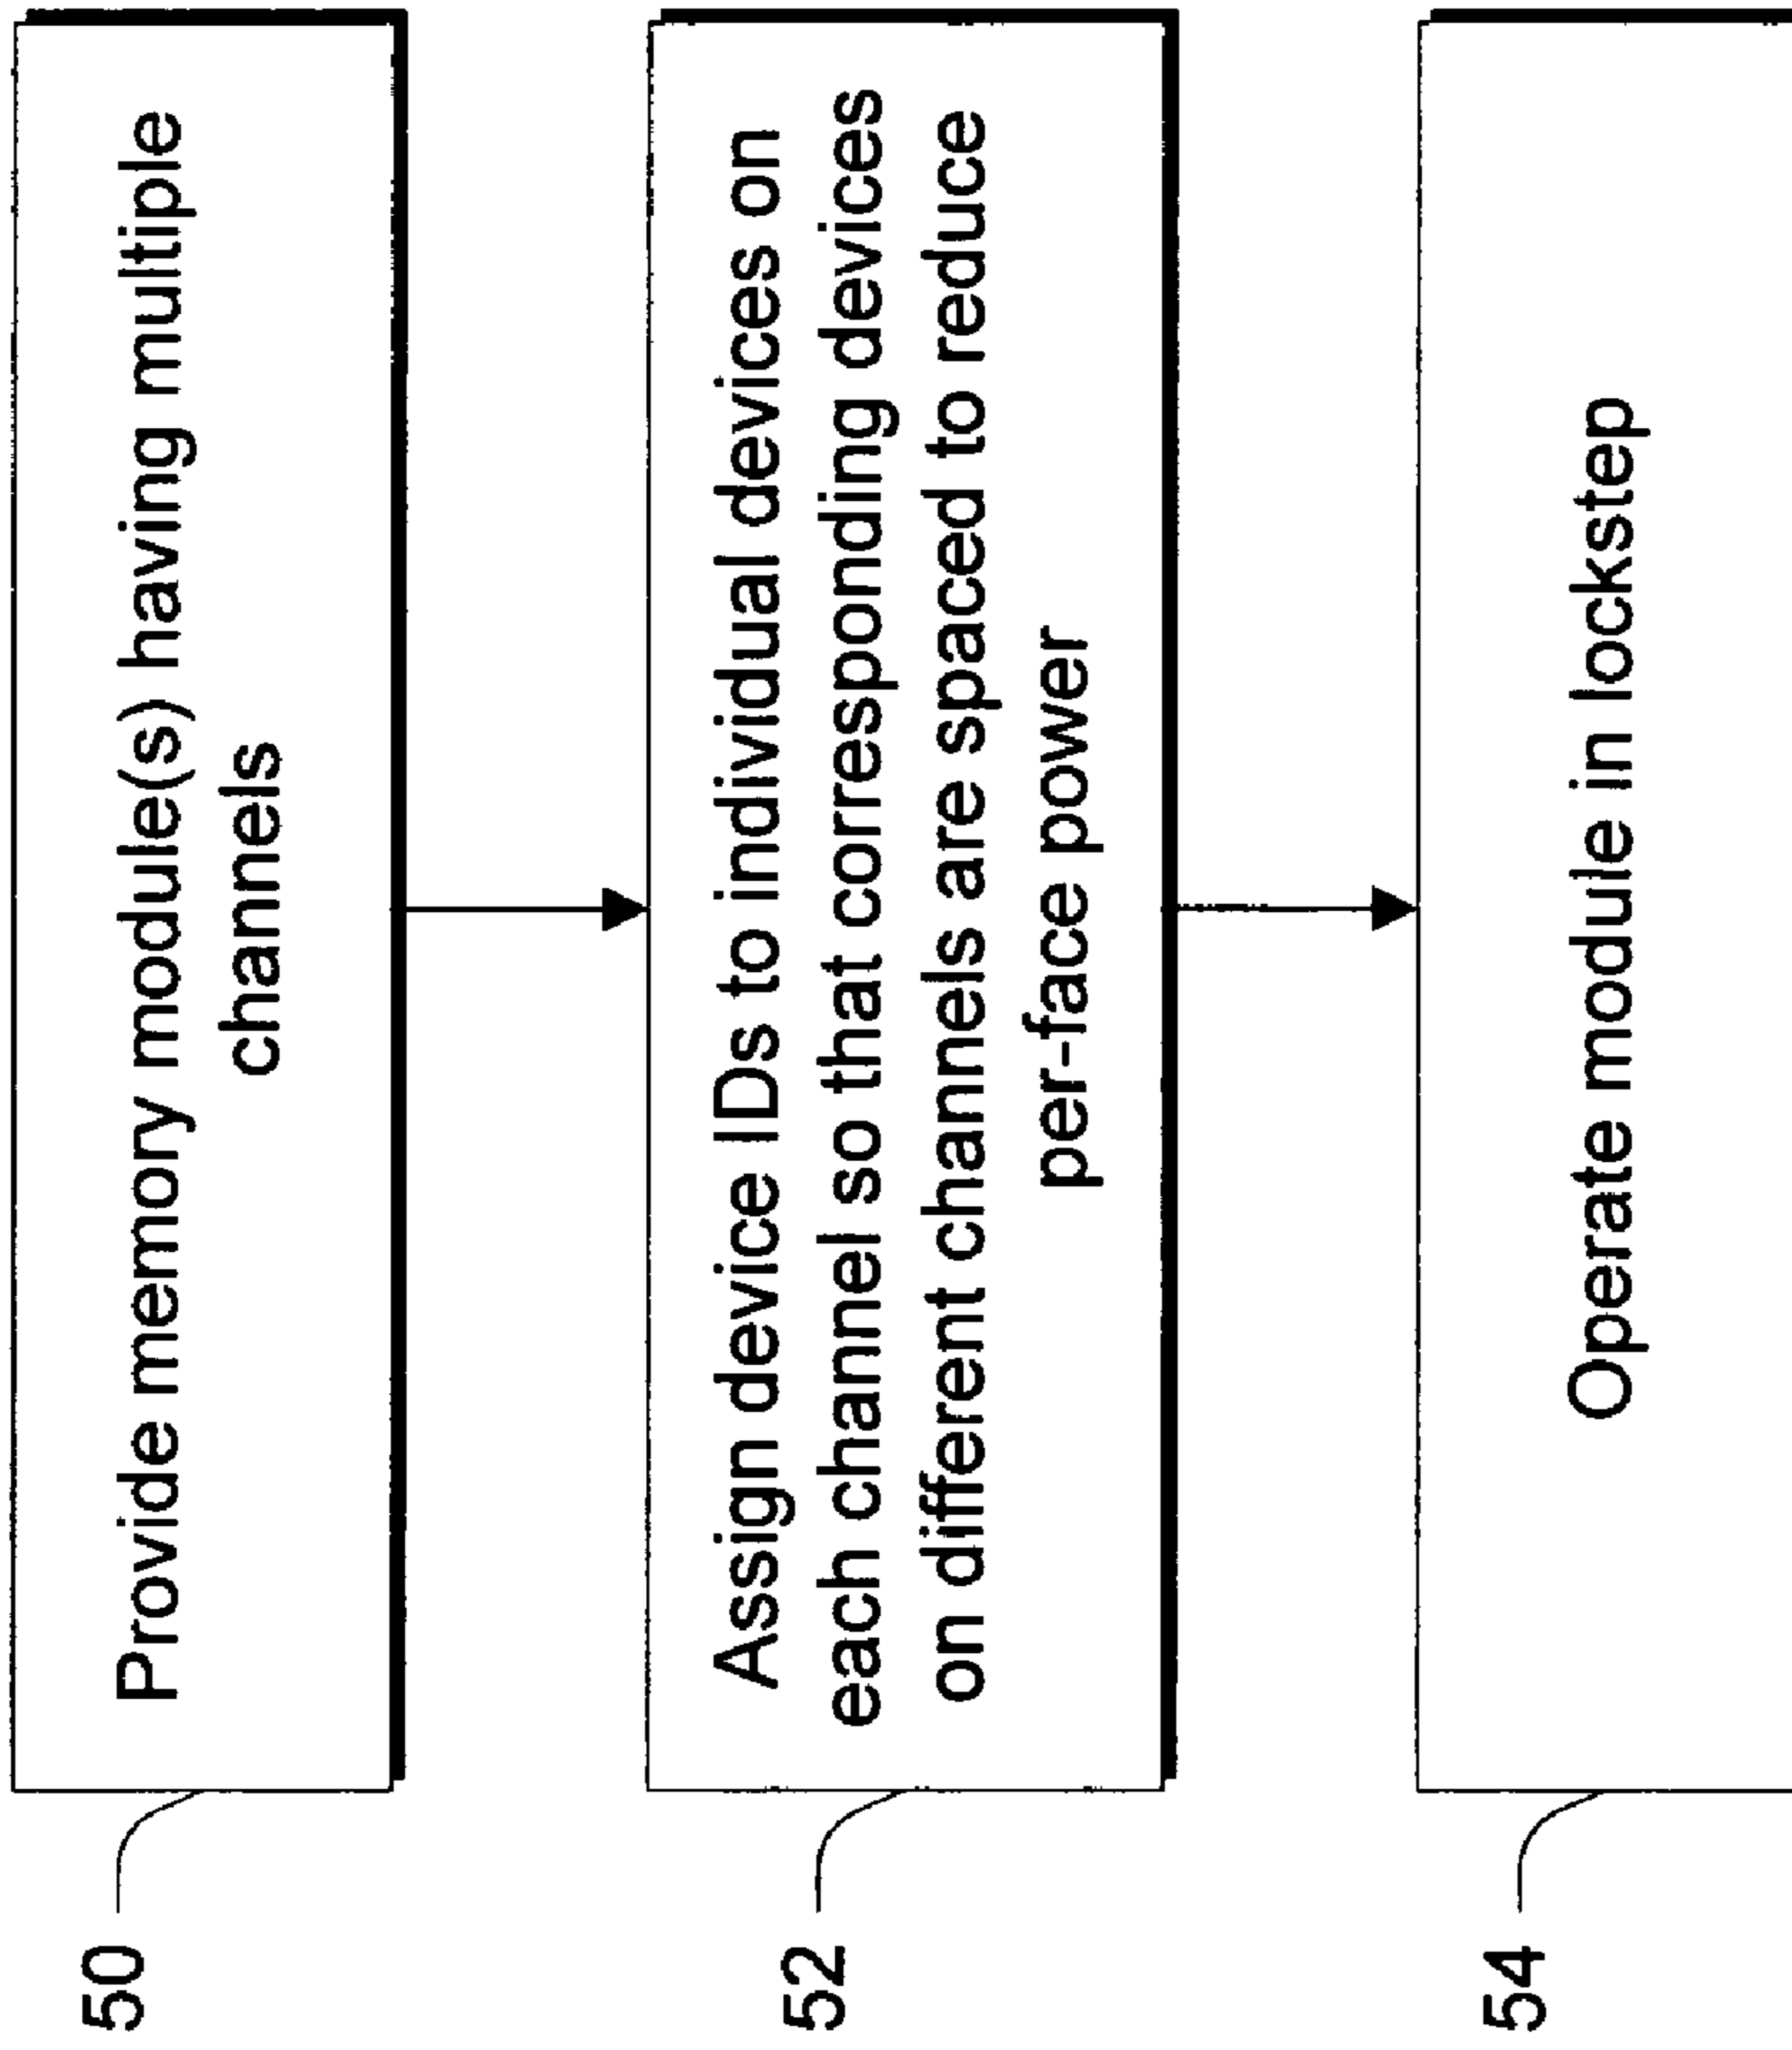 50
Provide memory module(s) having multiple
channels
52
Assign device IDs to individual devices on
each channel so that corresponding devices
on different channels are spaced to reduce
per-face power
54
Operate module in lockstep